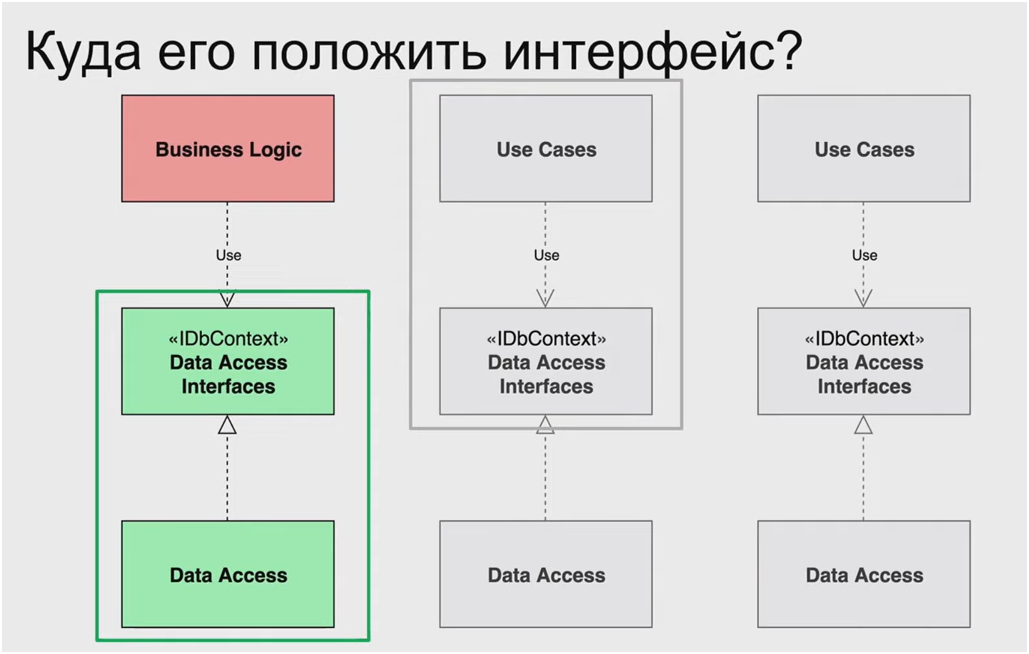 Куда его положить интерфейс?
Business Logic
Use Cases
Use Cases
Use
Use
Use
«IDbContext»
Data Access
Interfaces
«IDbContext»
Data Access
Interfaces
«IDbContext»
Data Access
Interfaces
Data Access
Data Access
Data Access